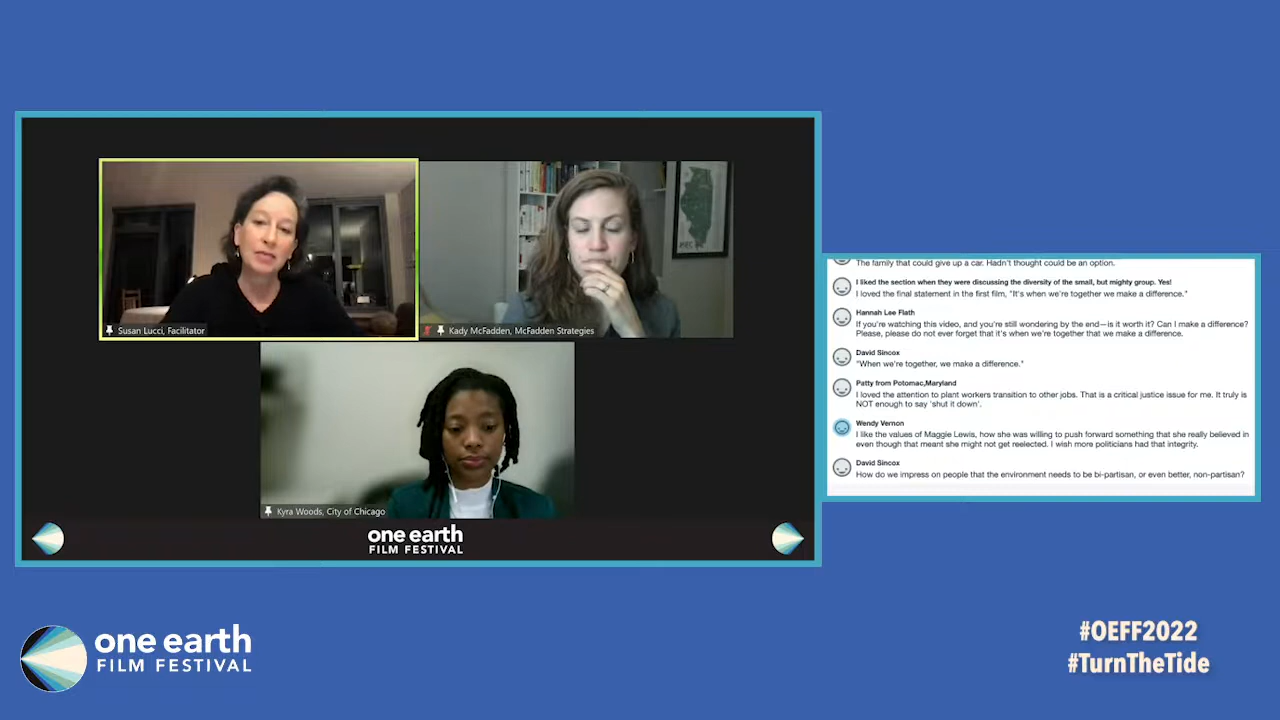 Susan Lucci, Facilitator
Kady McFadden, McFadden Strategies
Kyra Woods, City of Chicago
one earth
FILM FESTIVAL
The family that could give up a car. Hadn't thought could be an option.
I liked the section when they were discussing the diversity of the small, but mighty group. Yes!
I loved the final statement in the first film, "It's when we're together we make a difference."
Hannah Lee Flath
If you're watching this video, and you're still wondering by the end—is it worth it? Can I make a difference?
Please, please do not ever forget that it's when we're together that we make a difference.
David Sincox
"When we're together, we make a difference."
Patty from Potomac,Maryland
I loved the attention to plant workers transition to other jobs. That is a critical justice issue for me. It truly is
NOT enough to say 'shut it down'.
Wendy Vernon
I like the values of Maggie Lewis, how she was willing to push forward something that she really believed in
even though that meant she might not get reelected. I wish more politicians had that integrity.
David Sincox
How do we impress on people that the environment needs to be bi-partisan, or even better, non-partisan?
one earth
FILM FESTIVAL
#OEFF2022
#TurnTheTide